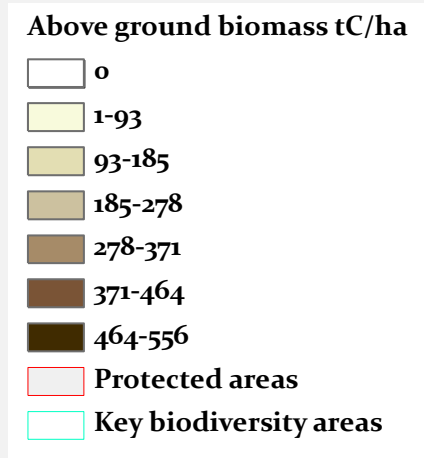 Above ground biomass tC/ha
0
1-93
93-185
185-278
278-371
371-464
464-556
Protected areas
Key biodiversity areas